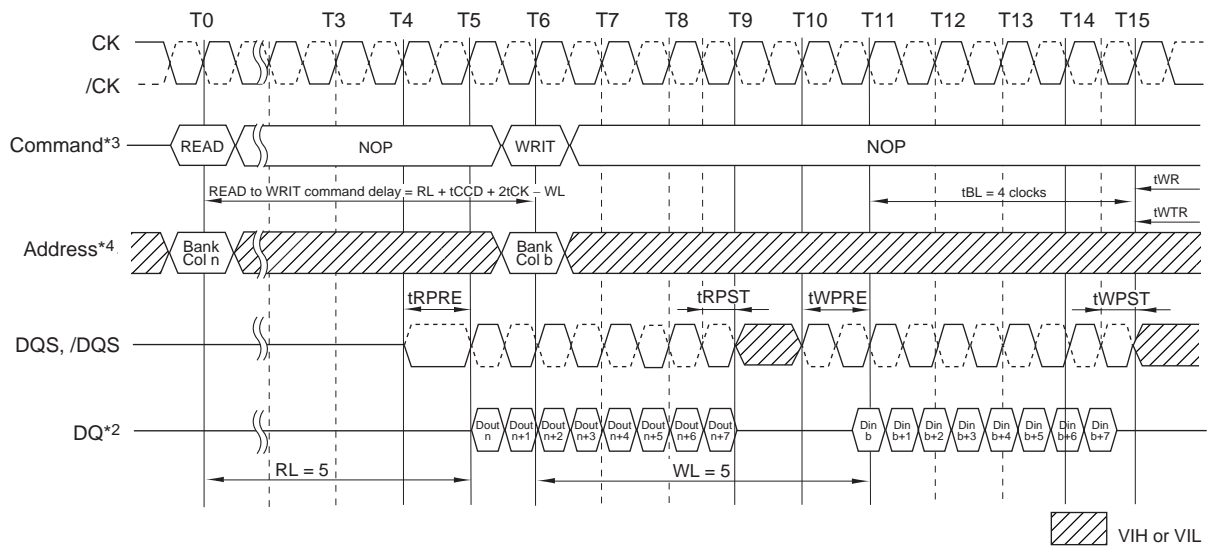 T0 T3 T4 T5 T6 T7 T8 T9 T10 T11 T12 T13 T14 T15
CK
/CK
Command*3 READ NOP WRIT NOP
READ to WRIT command delay = RL + tCCD + 2tCK − WL
tBL = 4 clocks
tWR
tWTR
Address*4
Bank
Col n
Bank
Col b
tRPRE tRPST tWPRE tWPST
DQS, /DQS
DQ*2
Dout
n
Dout
n+1
Dout
n+2
Dout
n+3
Dout
n+4
Dout
n+5
Dout
n+6
Dout
n+7
Din
b
Din
b+1
Din
b+2
Din
b+3
Din
b+4
Din
b+5
Din
b+6
Din
b+7
RL = 5
WL = 5
VIH or VIL